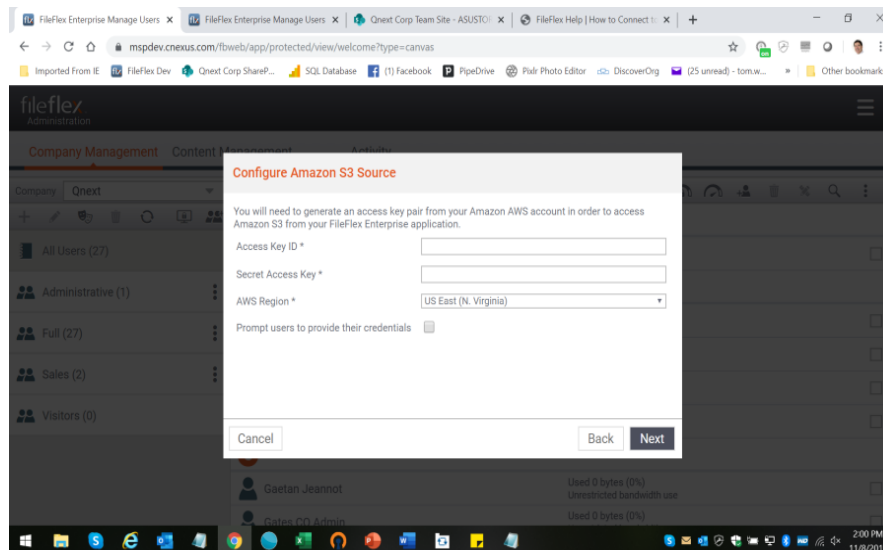 FileFlex Enterprise Manage Users
FileFlex Enterprise Manage Users
Qnext Corp Team Site - ASUSTO
FileFlex Help | How to Connect to
mspdev.cnexus.com/fbweb/app/protected/view/welcome?type=canvas
Imported From IE
FileFlex Dev
Qnext Corp ShareP...
SQL Database
(1) Facebook
PipeDrive
Pixlr Photo Editor
DiscoverOrg
(25 unread) - tom.w...
»
Other bookmark
fileflex
Administration
Company Management
Content Management
Activity
Company
Qnext
All Users (27)
Administrative (1)
Full (27)
Sales (2)
Visitors (0)
Configure Amazon S3 Source
You will need to generate an access key pair from your Amazon AWS account in order to access
Amazon S3 from your FileFlex Enterprise application.
Access Key ID *
Secret Access Key *
AWS Region *
US East (N. Virginia)
Prompt users to provide their credentials
Cancel
Back
Next
Gaetan Jeannot
Used 0 bytes (0%)
Unrestricted bandwidth use
Gates CO Admin
Used 0 bytes (0%)
2:00 PM
11/8/201